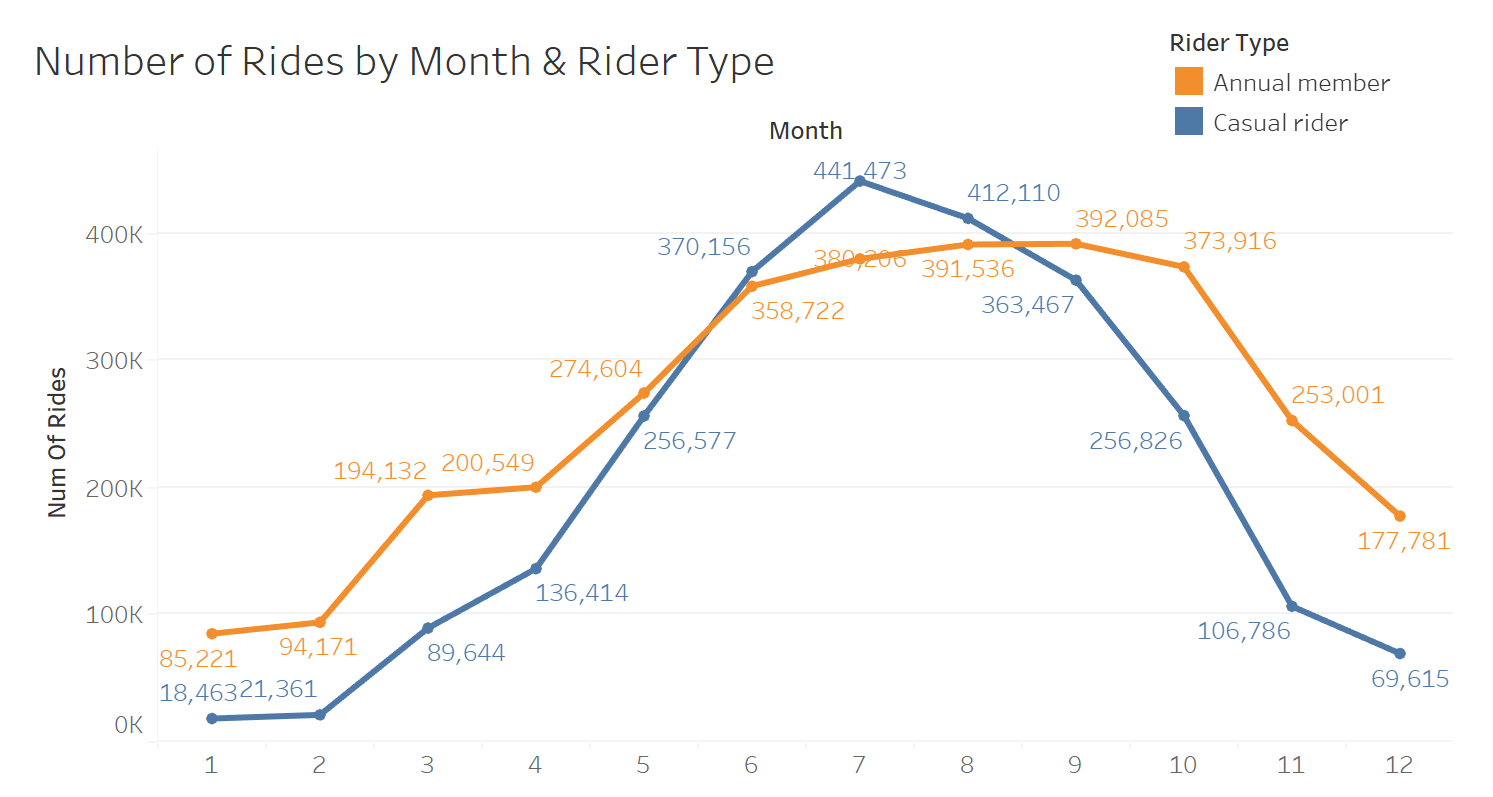 Number of Rides by Month & Rider Type
Rider Type
Annual member
Casual rider
Month
Num Of Rides
400K
300K
200K
100K
0K
441,473
412,110
392,085
373,916
370,156
380,206
391,536
363,467
358,722
274,604
253,001
256,577
256,826
194,132
200,549
177,781
136,414
106,786
85,221
94,171
89,644
69,615
18,463
21,361
1 2 3 4 5 6 7 8 9 10 11 12